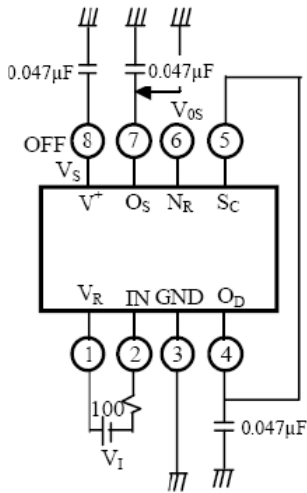 0.047μF
0.047μF
V0S
OFF
8
7
6
5
VS
V+
OS
NR
SC
VR
IN
GND
OD
1
2
3
4
100
VI
0.047μF